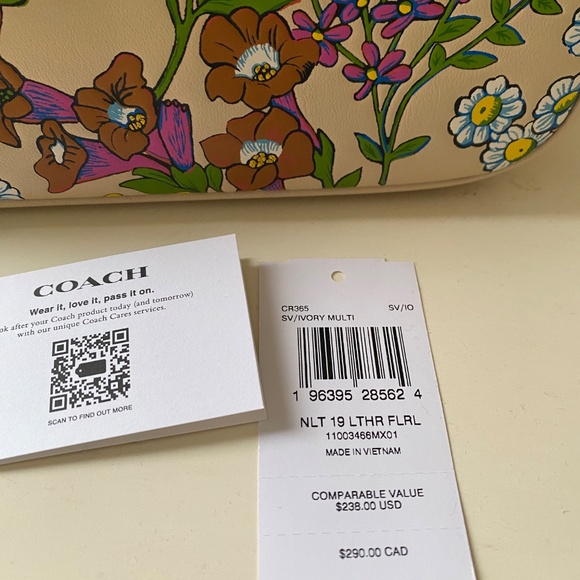 COACH
Wear it, love it, pass it on.
after your Coach product today (and tomorrow)
with our unique Coach Cares services.
SCAN TO FIND OUT MORE
CR365 SV/IO
SV/IVORY MULTI
1 96395 28562 4
NLT 19 LTHR FLRL
11003466MX01
MADE IN VIETNAM
COMPARABLE VALUE
$238.00 USD
$290.00 CAD